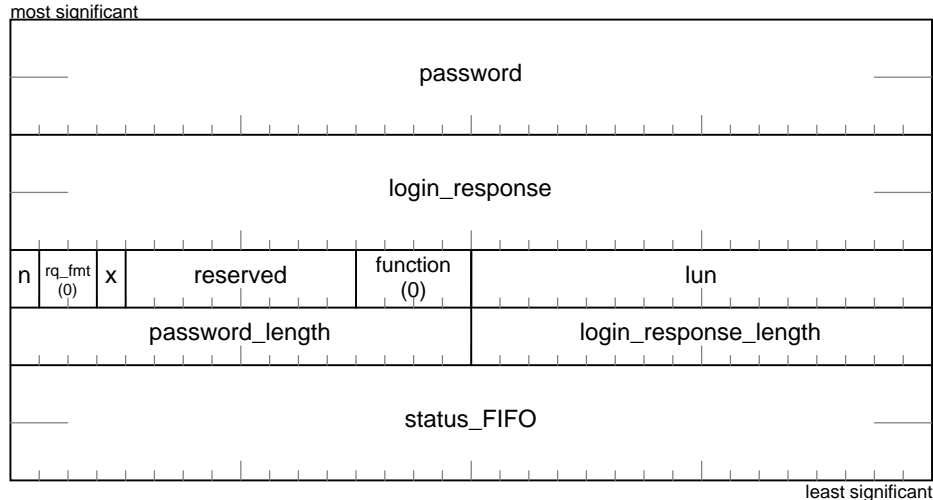 most significant
password
login_response
n
rq_fmt
(0)
x
reserved
function
(0)
lun
password_length
login_response_length
status_FIFO
least significant